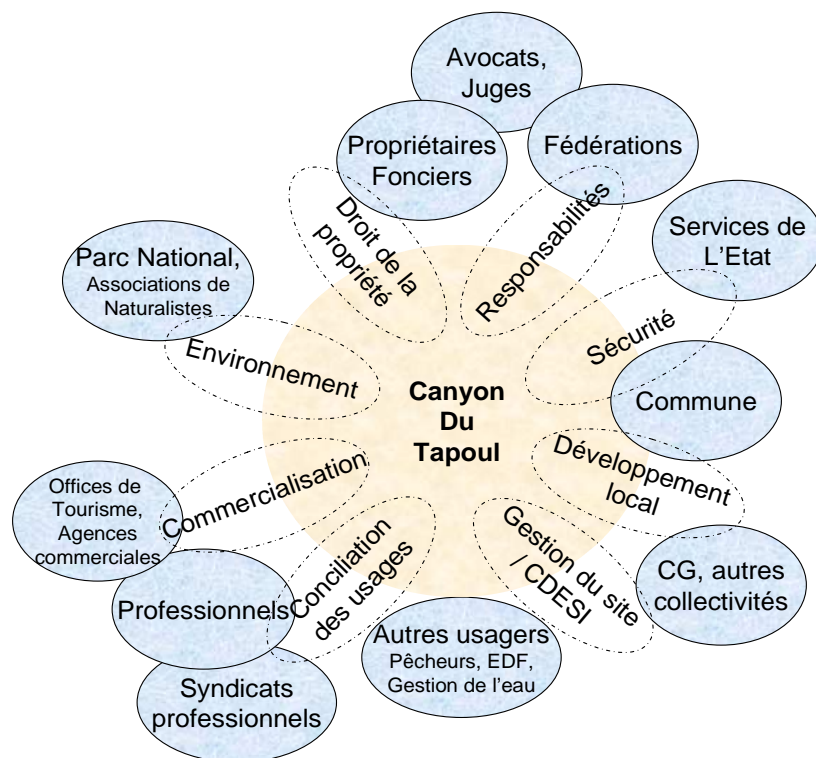 Avocats,
Juges
Propriétaires
Fonciers
Fédérations
Droit de la
propriété
Responsabilités
Services de
L'Etat
Parc National,
Associations de
Naturalistes
Sécurité
Environnement
Canyon
Du
Tapoul
Commune
Développement
local
Commercialisation
Offices de
Tourisme,
Agences
commerciales
Conciliation
des usages
Gestion du site
/ CDESI
CG, autres
collectivités
Professionnels
Autres usagers
Pêcheurs, EDF,
Gestion de l'eau
Syndicats
professionnels